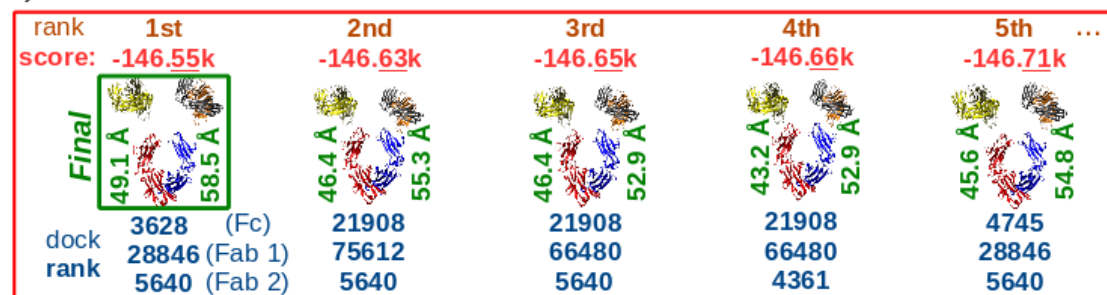 rank 1st 2nd 3rd 4th 5th ...
score: -146.55k -146.63k -146.65k -146.66k -146.71k
Final 49.1 Å 58.5 Å 46.4 Å 55.3 Å 46.4 Å 52.9 Å 43.2 Å 52.9 Å 45.6 Å 54.8 Å
3628 (Fc) 21908 21908 21908 4745
dock rank
28846 (Fab 1) 75612 66480 66480 28846
5640 (Fab 2) 5640 5640 4361 5640